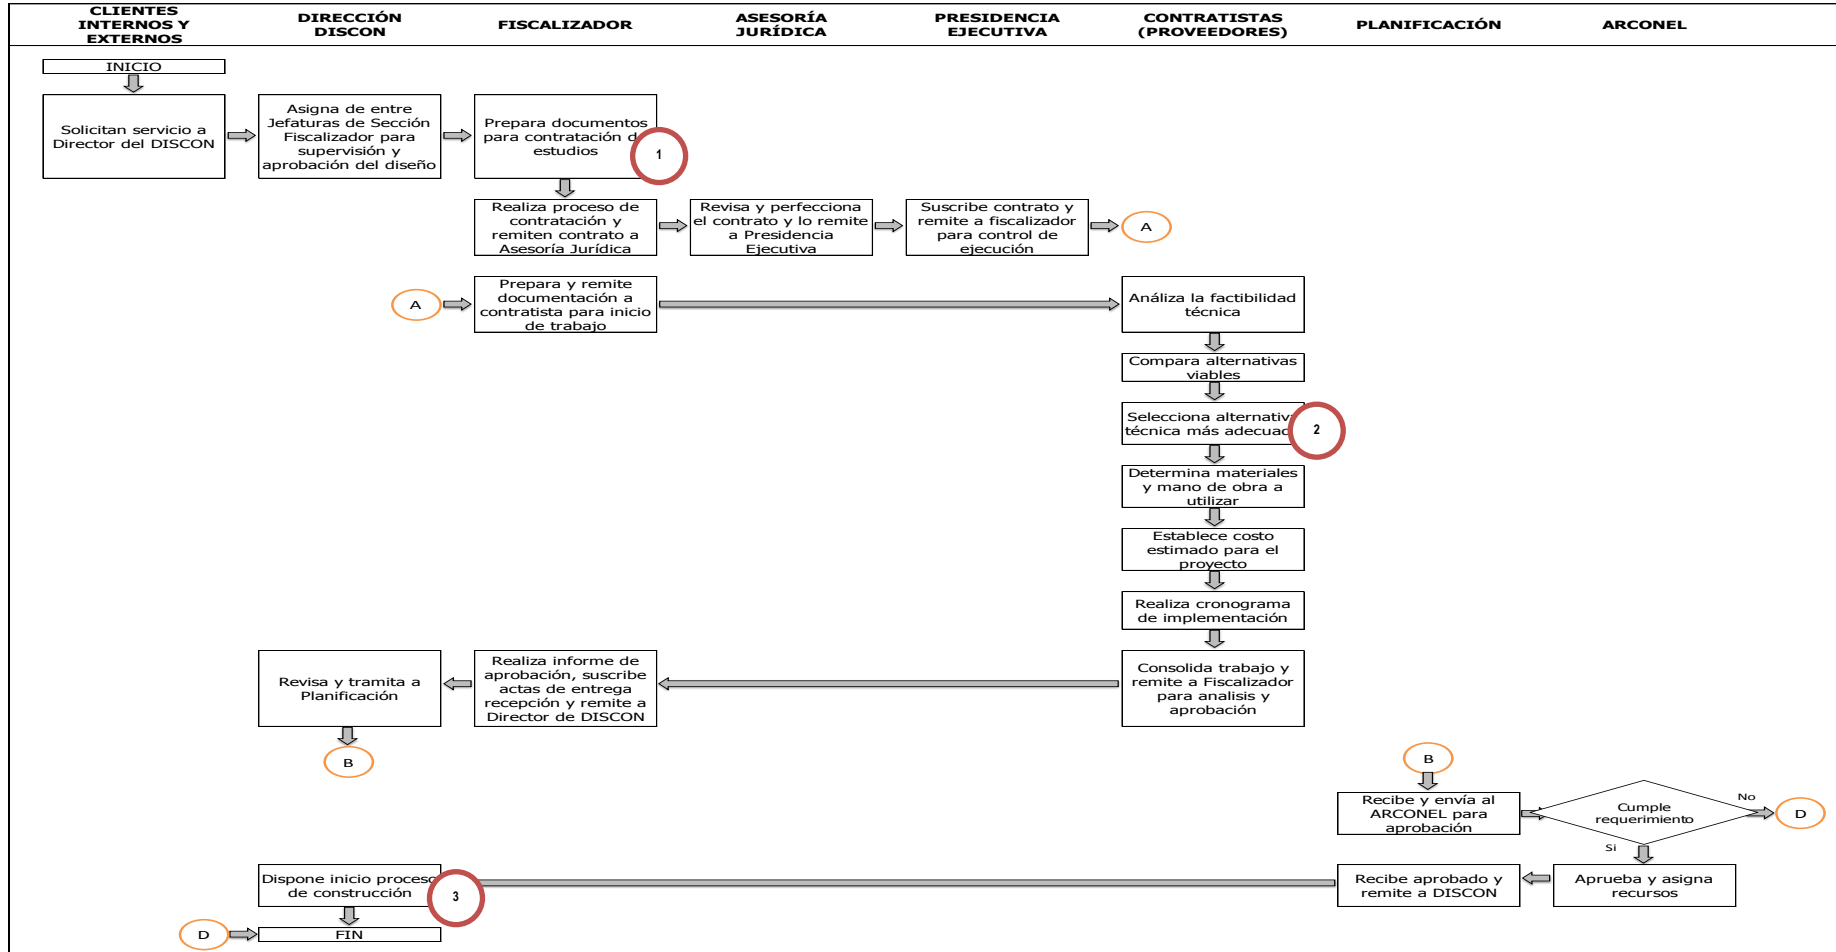 CLIENTES
INTERNOS Y
EXTERNOS
DIRECCIÓN
DISCON
FISCALIZADOR
ASESORÍA
JURÍDICA
PRESIDENCIA
EJECUTIVA
CONTRATISTAS
(PROVEEDORES)
PLANIFICACIÓN
ARCONEL
INICIO
Solicitan servicio a
Director del DISCON
Asigna de entre
Jefaturas de Sección
Fiscalizador para
supervisión y
aprobación del diseño
Prepara documentos
para contratación d
estudios
1
Realiza proceso de
contratación y
remiten contrato a
Asesoría Jurídica
Revisa y perfecciona
el contrato y lo remite
a Presidencia
Ejecutiva
Suscribe contrato y
remite a fiscalizador
para control de
ejecución
A
A
Prepara y remite
documentación a
contratista para inicio
de trabajo
Análiza la factibilidad
técnica
Compara alternativas
viables
Selecciona alternativ
técnica más adecuad
2
Determina materiales
y mano de obra a
utilizar
Establece costo
estimado para el
proyecto
Realiza cronograma
de implementación
Revisa y tramita a
Planificación
Realiza informe de
aprobación, suscribe
actas de entrega
recepción y remite a
Director de DISCON
Consolida trabajo y
remite a Fiscalizador
para analisis y
aprobación
B
B
Recibe y envía al
ARCONEL para
aprobación
Cumple
requerimiento
No
D
Si
Dispone inicio proces
de construcción
3
Recibe aprobado y
remite a DISCON
Aprueba y asigna
recursos
D
FIN